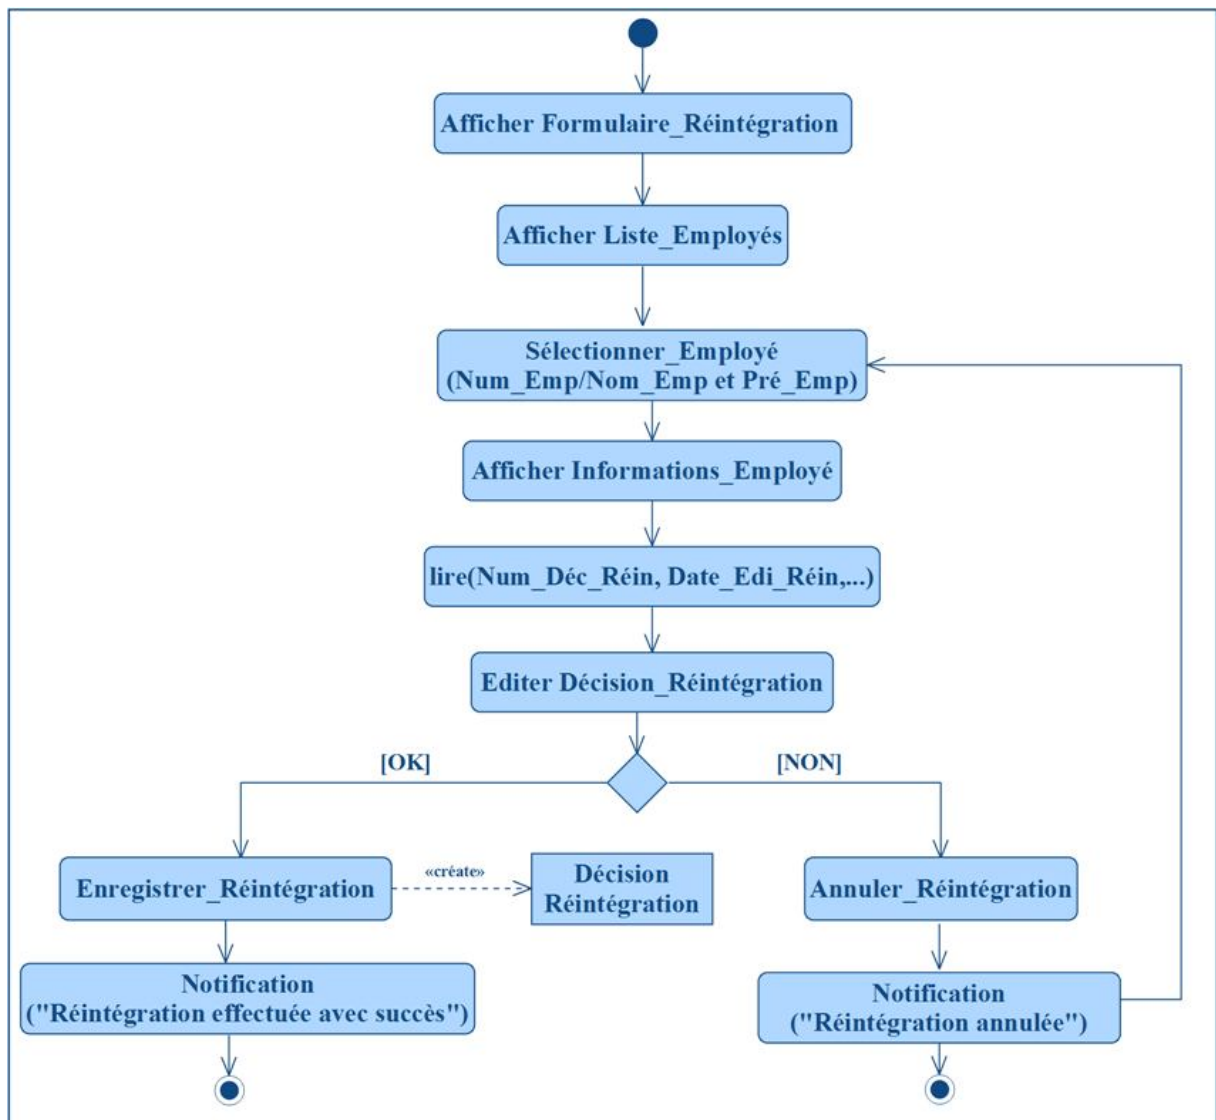 Afficher Formulaire_Réintégration
Afficher Liste_Employés
Sélectionner_Employé
(Num_Emp/Nom_Emp et Pré_Emp)
Afficher Informations_Employé
lire(Num_Déc_Réin, Date_Edi_Réin,...)
Editer Décision_Réintégration
[OK]
[NON]
Enregistrer_Réintégration
«créate»
Décision
Réintégration
Annuler_Réintégration
Notification
("Réintégration effectuée avec succès")
Notification
("Réintégration annulée")